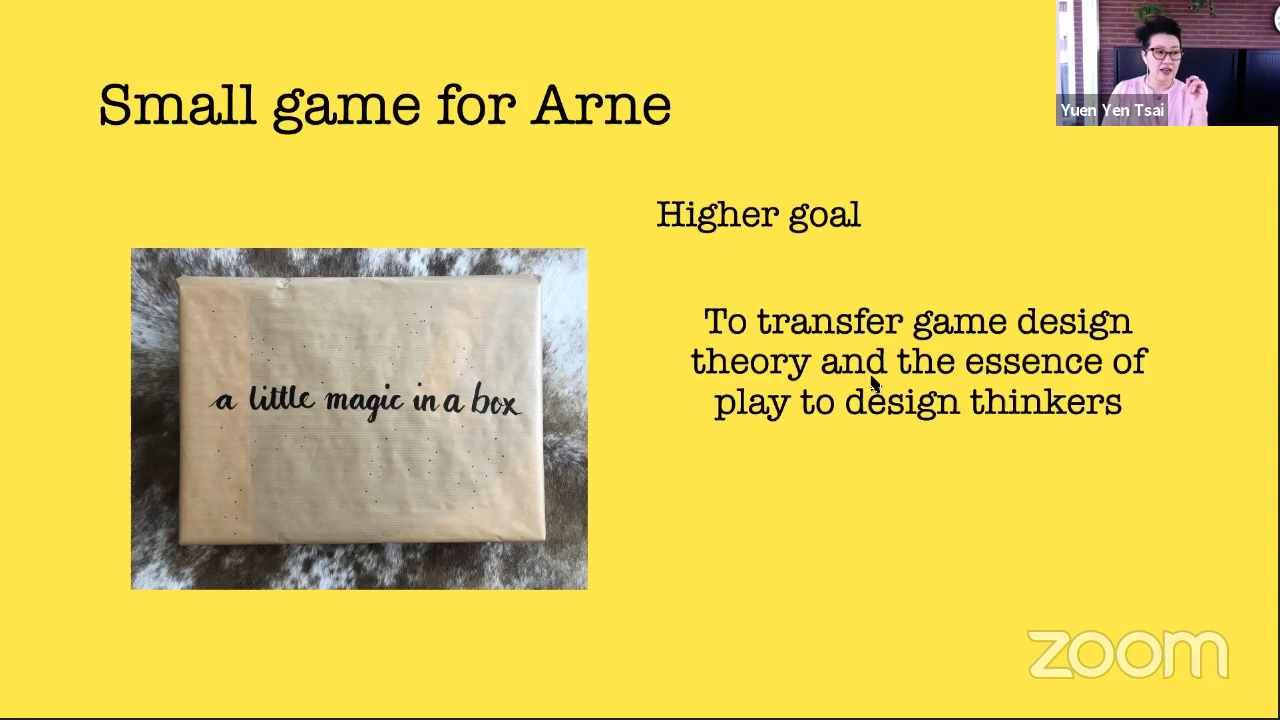 Small game for Arne
Yuen Yen Tsai
Higher goal
To transfer game design
theory and the essence of
play to design thinkers
a little magic in a box
zoom